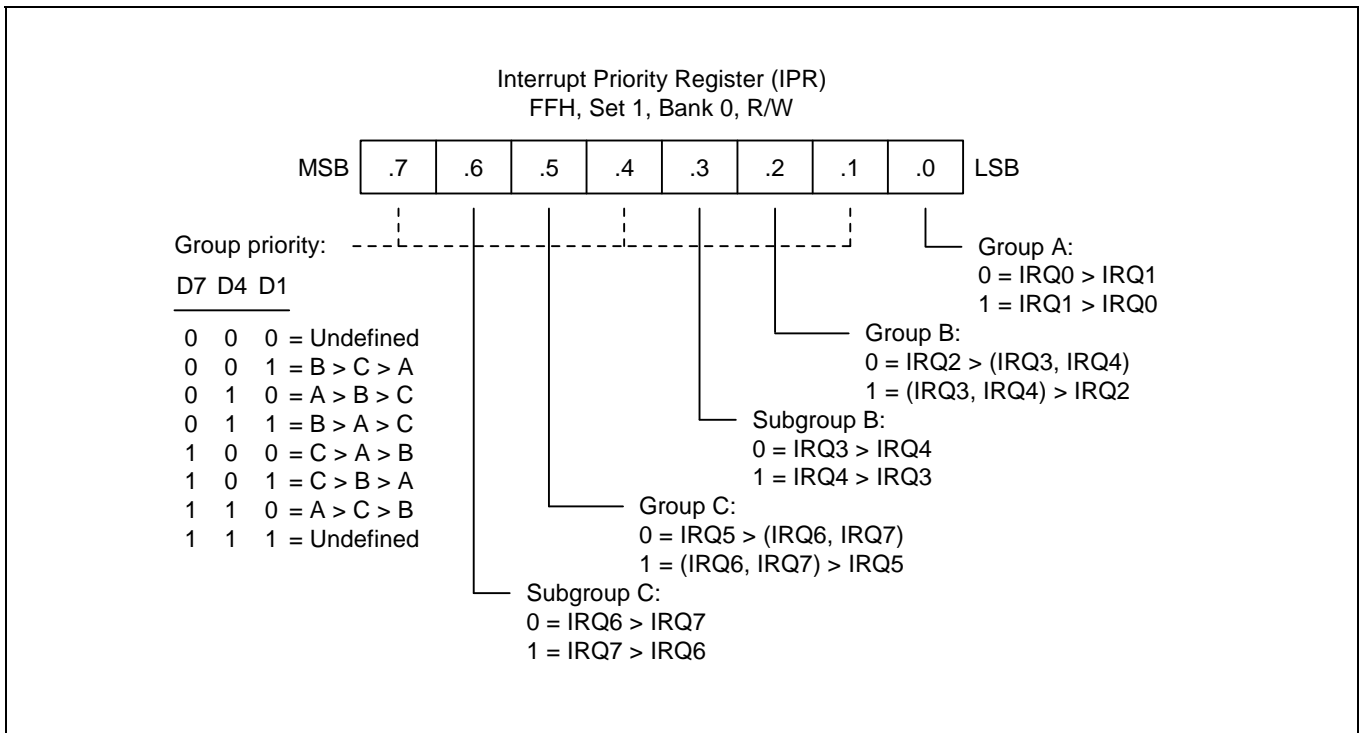 Interrupt Priority Register (IPR)
FFH, Set 1, Bank 0, R/W
MSB .7 .6 .5 .4 .3 .2 .1 .0 LSB
Group priority:
D7 D4 D1
0 0 0 = Undefined
0 0 1 = B > C > A
0 1 0 = A > B > C
0 1 1 = B > A > C
1 0 0 = C > A > B
1 0 1 = C > B > A
1 1 0 = A > C > B
1 1 1 = Undefined
Group A:
0 = IRQ0 > IRQ1
1 = IRQ1 > IRQ0
Group B:
0 = IRQ2 > (IRQ3, IRQ4)
1 = (IRQ3, IRQ4) > IRQ2
Subgroup B:
0 = IRQ3 > IRQ4
1 = IRQ4 > IRQ3
Group C:
0 = IRQ5 > (IRQ6, IRQ7)
1 = (IRQ6, IRQ7) > IRQ5
Subgroup C:
0 = IRQ6 > IRQ7
1 = IRQ7 > IRQ6